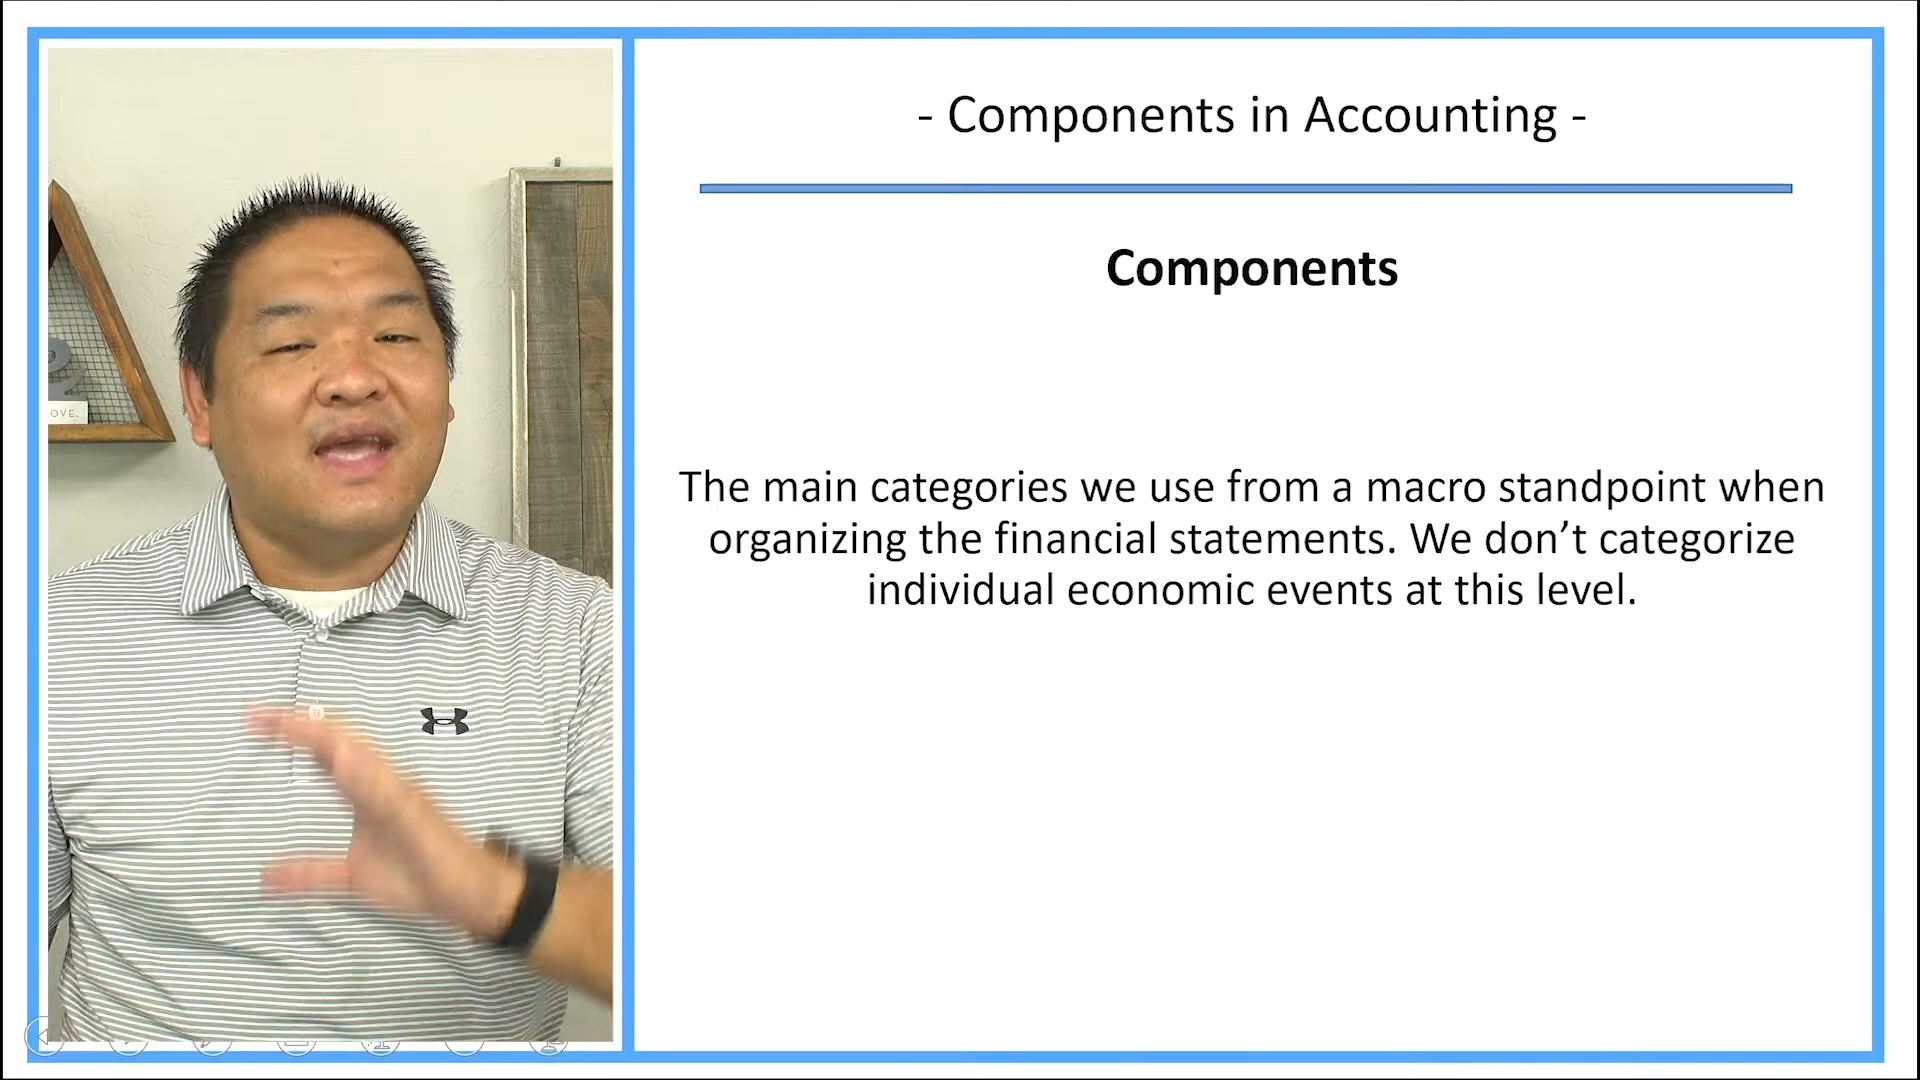 - Components in Accounting -
Components
The main categories we use from a macro standpoint when
organizing the financial statements. We don’t categorize
individual economic events at this level.
OVE.